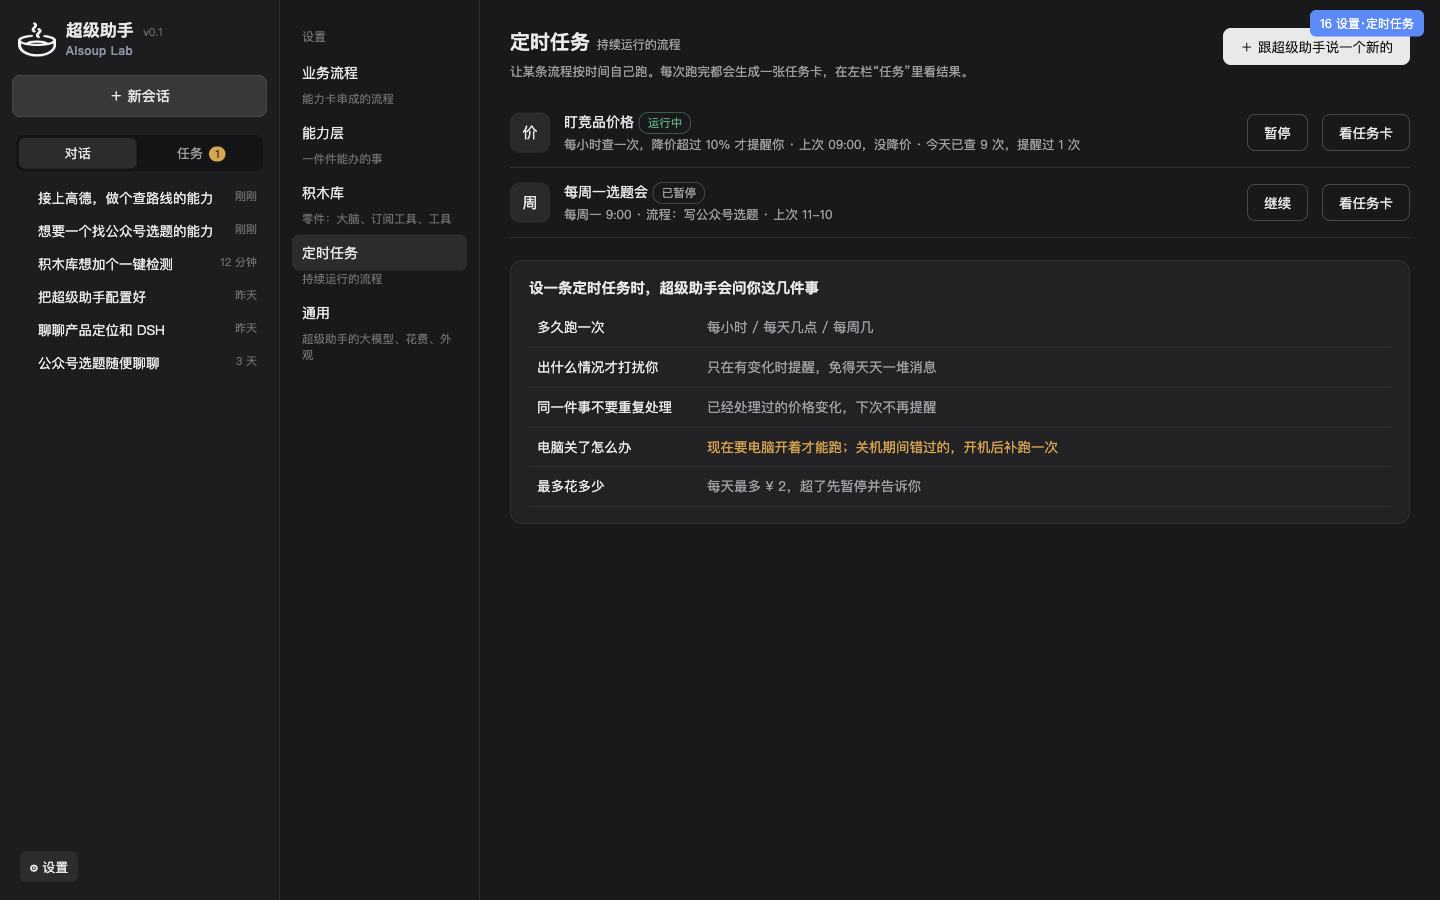 超级助手 v0.1
AIsoup Lab
+ 新会话
对话
任务 1
接上高德，做个查路线的能力 刚刚
想要一个找公众号选题的能力 刚刚
积木库想加个一键检测 12 分钟
把超级助手配置好 昨天
聊聊产品定位和 DSH 昨天
公众号选题随便聊聊 3 天
设置
设置
业务流程
能力卡串成的流程
能力层
一件件能办的事
积木库
零件：大脑、订阅工具、工具
定时任务
持续运行的流程
通用
超级助手的大模型、花费、外
观
16 设置·定时任务
定时任务 持续运行的流程
+ 跟超级助手说一个新的
让某条流程按时间自己跑。每次跑完都会生成一张任务卡，在左栏“任务”里看结果。
价
盯竞品价格 运行中
每小时查一次，降价超过 10% 才提醒你 · 上次 09:00，没降价 · 今天已查 9 次，提醒过 1 次
暂停
看任务卡
周
每周一选题会 已暂停
每周一 9:00 · 流程：写公众号选题 · 上次 11-10
继续
看任务卡
设一条定时任务时，超级助手会问你这几件事
多久跑一次 每小时 / 每天几点 / 每周几
出什么情况才打扰你 只在有变化时提醒，免得天天一堆消息
同一件事不要重复处理 已经处理过的价格变化，下次不再提醒
电脑关了怎么办 现在要电脑开着才能跑；关机期间错过的，开机后补跑一次
最多花多少 每天最多 ¥ 2，超了先暂停并告诉你